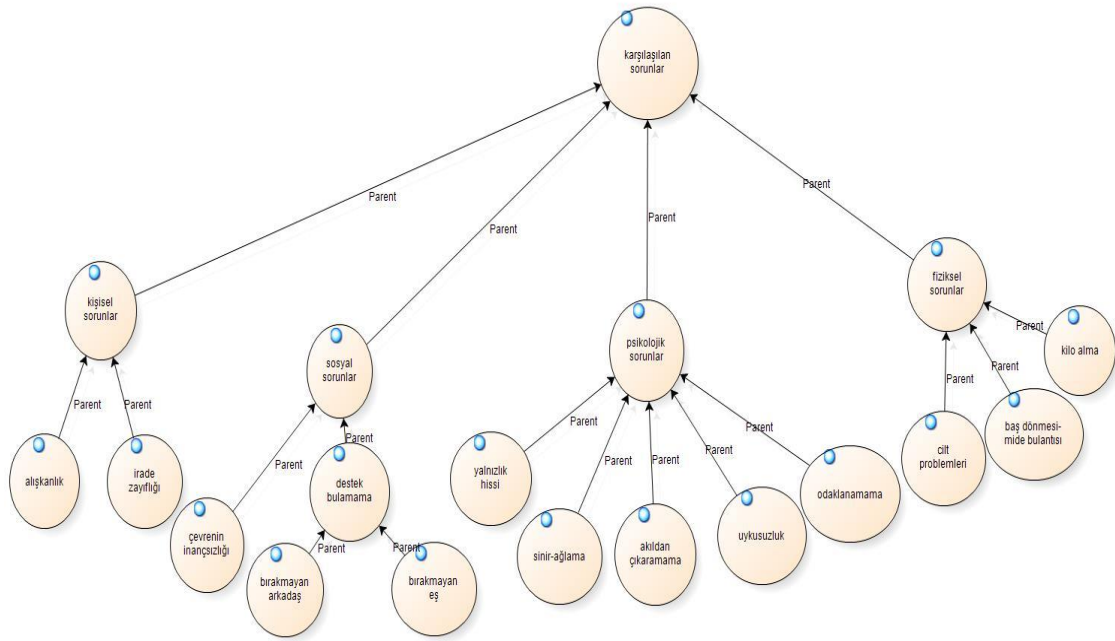 karşılaşılan
sorunlar
Parent
Parent
Parent
Parent
kişisel
sorunlar
sosyal
sorunlar
psikolojik
sorunlar
fiziksel
sorunlar
Parent
Parent
Parent
Parent
Parent
Parent
Parent
Parent
Parent
Parent
Parent
Parent
kilo alma
alışkanlık
irade
zayıflığı
çevrenin
inançsızlığı
destek
bulamama
yalnızlık
hissi
sinir-ağlama
akıldan
çıkaramama
uykusuzluk
odaklanamama
cilt
problemleri
baş dönmesi-
mide bulantısı
Parent
Parent
bırakmayan
arkadaş
bırakmayan
eş